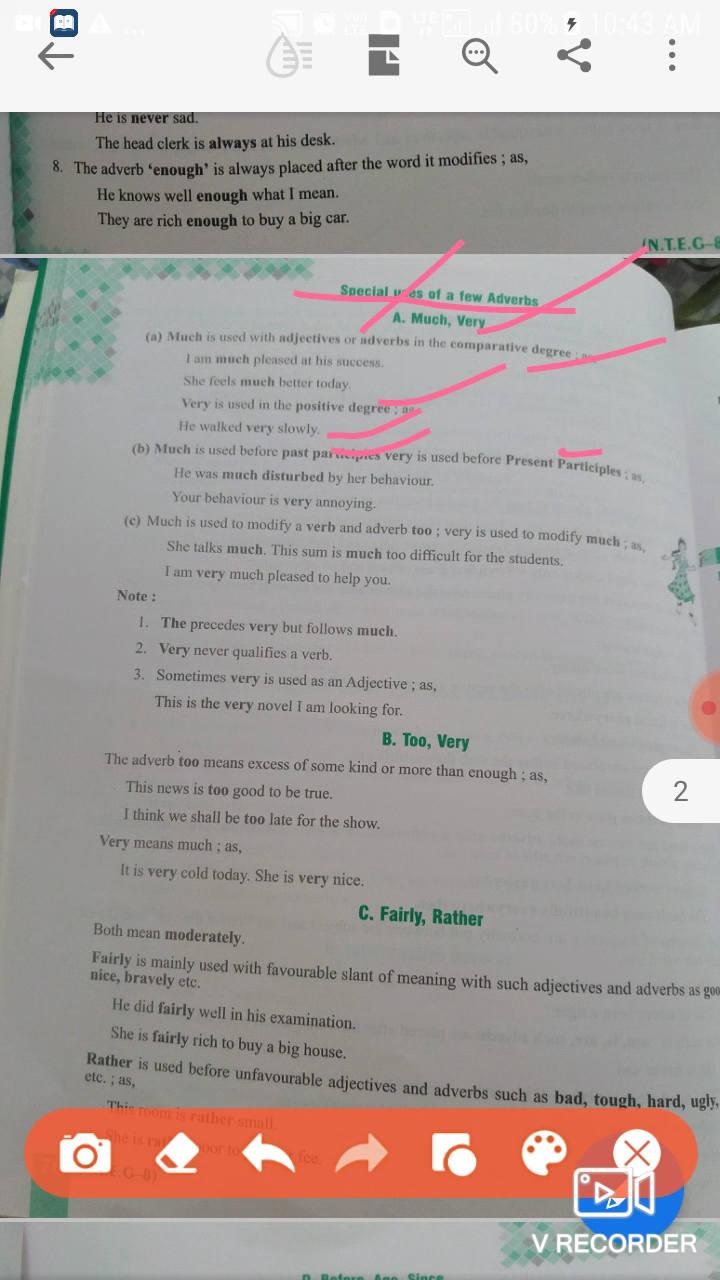 80% 10:43 AM
He is never sad.
The head clerk is always at his desk.
8. The adverb ‘enough’ is always placed after the word it modifies ; as,
He knows well enough what I mean.
They are rich enough to buy a big car.
(N.T.E.G–8
Special uses of a few Adverbs
A. Much, Very
(a) Much is used with adjectives or adverbs in the comparative degree ; as,
I am much pleased at his success.
She feels much better today.
Very is used in the positive degree ; as
He walked very slowly.
(b) Much is used before past participles very is used before Present Participles ; as,
He was much disturbed by her behaviour.
Your behaviour is very annoying.
(c) Much is used to modify a verb and adverb too ; very is used to modify much ; as,
She talks much. This sum is much too difficult for the students.
I am very much pleased to help you.
Note :
1. The precedes very but follows much.
2. Very never qualifies a verb.
3. Sometimes very is used as an Adjective ; as,
This is the very novel I am looking for.
2
B. Too, Very
The adverb too means excess of some kind or more than enough ; as,
This news is too good to be true.
I think we shall be too late for the show.
Very means much ; as,
It is very cold today. She is very nice.
C. Fairly, Rather
Both mean moderately.
Fairly is mainly used with favourable slant of meaning with such adjectives and adverbs as goo
nice, bravely etc.
He did fairly well in his examination.
She is fairly rich to buy a big house.
Rather is used before unfavourable adjectives and adverbs such as bad, tough, hard, ugly,
etc. ; as,
This room is rather small.
She is fee.
V RECORDER
D. Before, Ago, Since